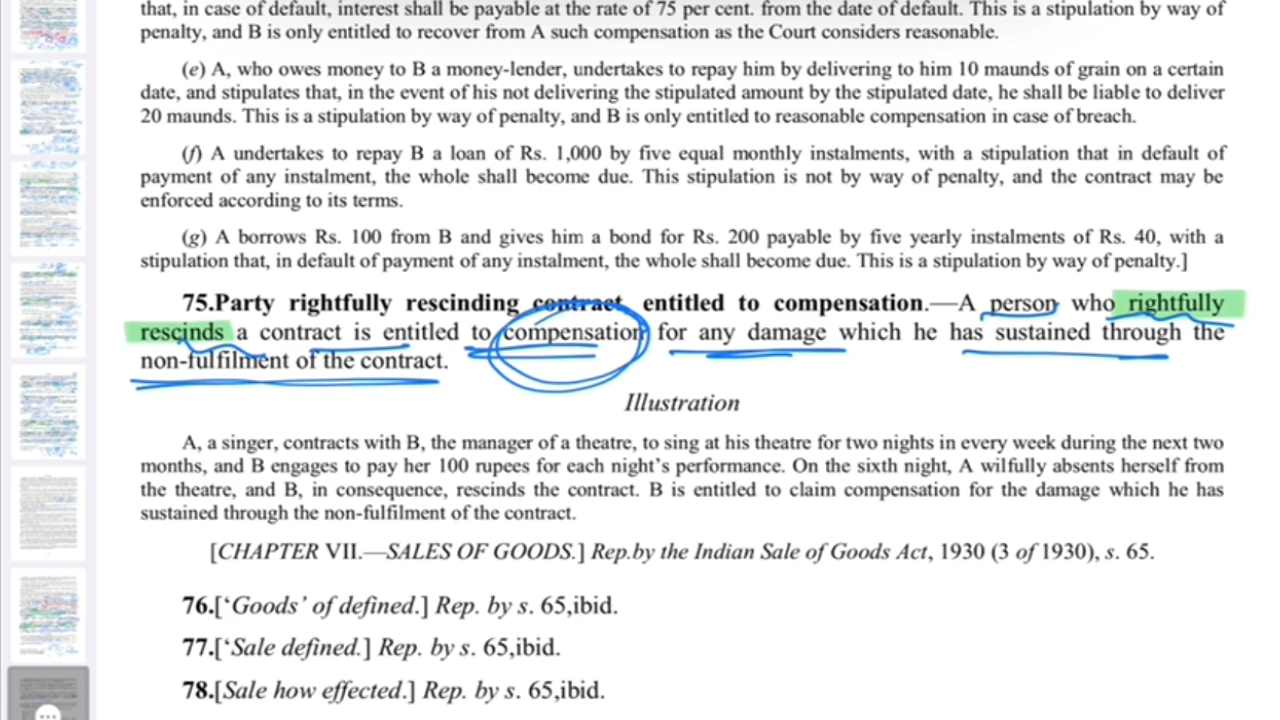 that, in case of default, interest shall be payable at the rate of 75 per cent. from the date of default. This is a stipulation by way of
penalty, and B is only entitled to recover from A such compensation as the Court considers reasonable.
(e) A, who owes money to B a money-lender, undertakes to repay him by delivering to him 10 maunds of grain on a certain
date, and stipulates that, in the event of his not delivering the stipulated amount by the stipulated date, he shall be liable to deliver
20 maunds. This is a stipulation by way of penalty, and B is only entitled to reasonable compensation in case of breach.
(f) A undertakes to repay B a loan of Rs. 1,000 by five equal monthly instalments, with a stipulation that in default of
payment of any instalment, the whole shall become due. This stipulation is not by way of penalty, and the contract may be
enforced according to its terms.
(g) A borrows Rs. 100 from B and gives him a bond for Rs. 200 payable by five yearly instalments of Rs. 40, with a
stipulation that, in default of payment of any instalment, the whole shall become due. This is a stipulation by way of penalty.]
75.Party rightfully rescinding contract, entitled to compensation.—A person who rightfully
rescinds a contract is entitled to compensation for any damage which he has sustained through the
non-fulfilment of the contract.
Illustration
A, a singer, contracts with B, the manager of a theatre, to sing at his theatre for two nights in every week during the next two
months, and B engages to pay her 100 rupees for each night's performance. On the sixth night, A wilfully absents herself from
the theatre, and B, in consequence, rescinds the contract. B is entitled to claim compensation for the damage which he has
sustained through the non-fulfilment of the contract.
[CHAPTER VII.—SALES OF GOODS.] Rep.by the Indian Sale of Goods Act, 1930 (3 of 1930), s. 65.
76.[‘Goods’ of defined.] Rep. by s. 65,ibid.
77.[‘Sale defined.] Rep. by s. 65,ibid.
78.[Sale how effected.] Rep. by s. 65,ibid.